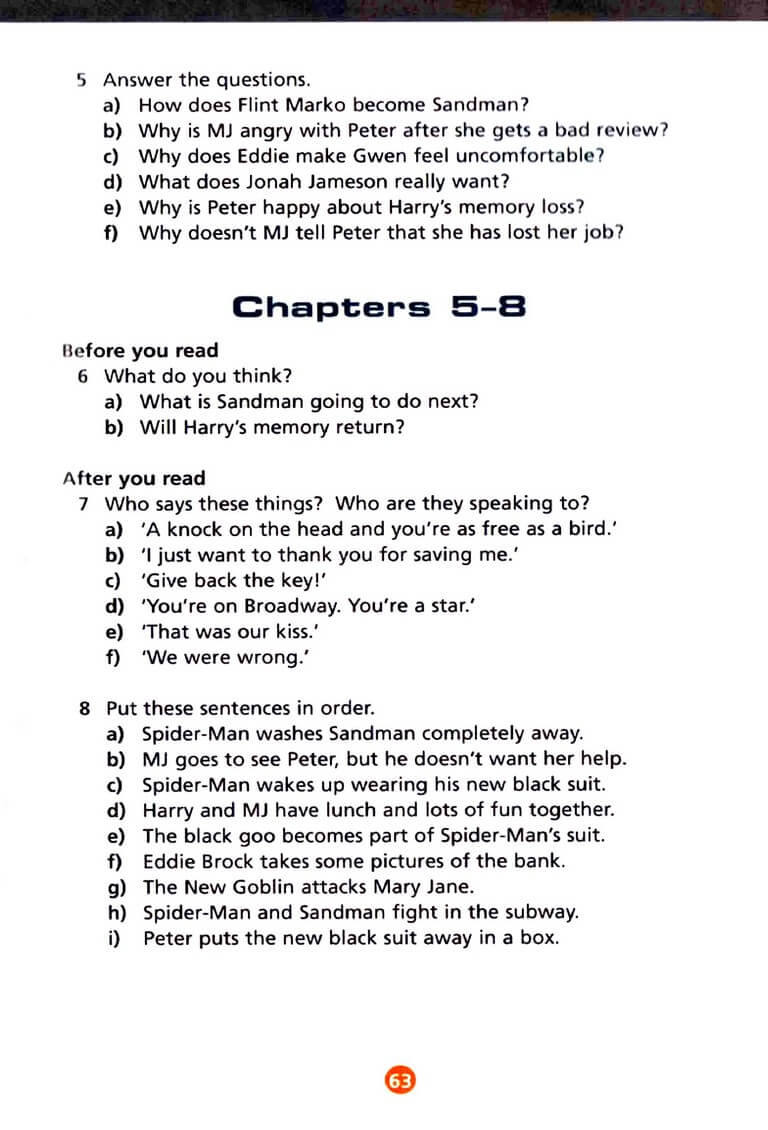 5 Answer the questions.
a) How does Flint Marko become Sandman?
b) Why is MJ angry with Peter after she gets a bad review?
c) Why does Eddie make Gwen feel uncomfortable?
d) What does Jonah Jameson really want?
e) Why is Peter happy about Harry's memory loss?
f) Why doesn't MJ tell Peter that she has lost her job?
Chapters 5–8
Before you read
6 What do you think?
a) What is Sandman going to do next?
b) Will Harry's memory return?
After you read
7 Who says these things? Who are they speaking to?
a) 'A knock on the head and you're as free as a bird.'
b) 'I just want to thank you for saving me.'
c) 'Give back the key!'
d) 'You're on Broadway. You're a star.'
e) 'That was our kiss.'
f) 'We were wrong.'
8 Put these sentences in order.
a) Spider-Man washes Sandman completely away.
b) MJ goes to see Peter, but he doesn't want her help.
c) Spider-Man wakes up wearing his new black suit.
d) Harry and MJ have lunch and lots of fun together.
e) The black goo becomes part of Spider-Man's suit.
f) Eddie Brock takes some pictures of the bank.
g) The New Goblin attacks Mary Jane.
h) Spider-Man and Sandman fight in the subway.
i) Peter puts the new black suit away in a box.
63